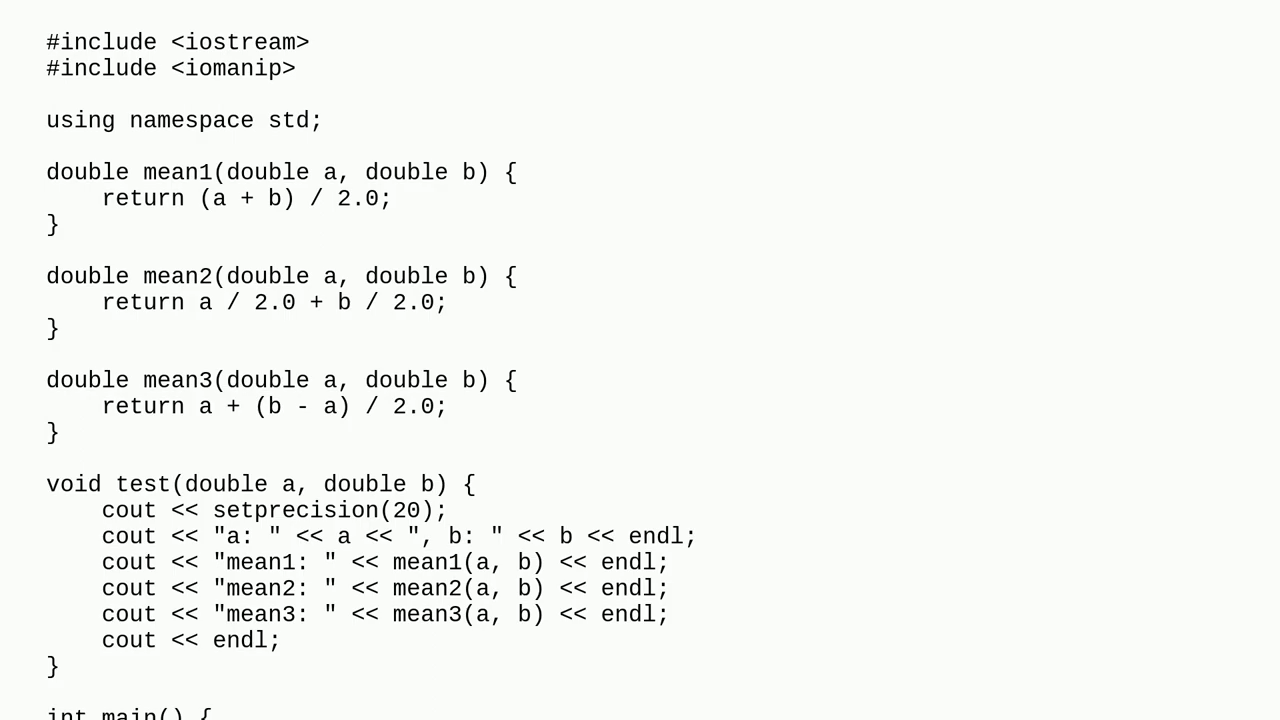 #include <iostream>
#include <iomanip>
using namespace std;
double mean1(double a, double b) {
    return (a + b) / 2.0;
}
double mean2(double a, double b) {
    return a / 2.0 + b / 2.0;
}
double mean3(double a, double b) {
    return a + (b - a) / 2.0;
}
void test(double a, double b) {
    cout << setprecision(20);
    cout << "a: " << a << ", b: " << b << endl;
    cout << "mean1: " << mean1(a, b) << endl;
    cout << "mean2: " << mean2(a, b) << endl;
    cout << "mean3: " << mean3(a, b) << endl;
    cout << endl;
}
int main() {